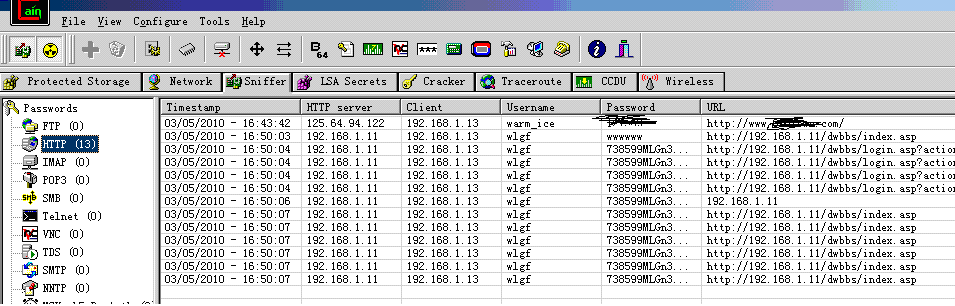 Cain
File View Configure Tools Help
B64 ***
Protected Storage Network Sniffer LSA Secrets Cracker Traceroute CCDU Wireless
Passwords
FTP (0)
HTTP (13)
IMAP (0)
POP3 (0)
SMB (0)
Telnet (0)
VNC (0)
TDS (0)
SMTP (0)
NNTP (0)
Timestamp HTTP server Client Username Password URL
03/05/2010 - 16:43:42 125.64.94.122 192.168.1.13 warm_ice http://www. com/
03/05/2010 - 16:50:03 192.168.1.11 192.168.1.13 wlgf wwwwww http://192.168.1.11/dwbbs/index.asp
03/05/2010 - 16:50:04 192.168.1.11 192.168.1.13 wlgf 738599MLGn3... http://192.168.1.11/dwbbs/login.asp?action
03/05/2010 - 16:50:04 192.168.1.11 192.168.1.13 wlgf 738599MLGn3... http://192.168.1.11/dwbbs/login.asp?action
03/05/2010 - 16:50:04 192.168.1.11 192.168.1.13 wlgf 738599MLGn3... http://192.168.1.11/dwbbs/login.asp?action
03/05/2010 - 16:50:04 192.168.1.11 192.168.1.13 wlgf 738599MLGn3... http://192.168.1.11/dwbbs/login.asp?action
03/05/2010 - 16:50:06 192.168.1.11 192.168.1.13 wlgf 738599MLGn3... 192.168.1.11
03/05/2010 - 16:50:07 192.168.1.11 192.168.1.13 wlgf 738599MLGn3... http://192.168.1.11/dwbbs/index.asp
03/05/2010 - 16:50:07 192.168.1.11 192.168.1.13 wlgf 738599MLGn3... http://192.168.1.11/dwbbs/index.asp
03/05/2010 - 16:50:07 192.168.1.11 192.168.1.13 wlgf 738599MLGn3... http://192.168.1.11/dwbbs/index.asp
03/05/2010 - 16:50:07 192.168.1.11 192.168.1.13 wlgf 738599MLGn3... http://192.168.1.11/dwbbs/index.asp
03/05/2010 - 16:50:07 192.168.1.11 192.168.1.13 wlgf 738599MLGn3... http://192.168.1.11/dwbbs/index.asp
03/05/2010 - 16:50:07 192.168.1.11 192.168.1.13 wlgf 738599MLGn3... http://192.168.1.11/dwbbs/index.asp